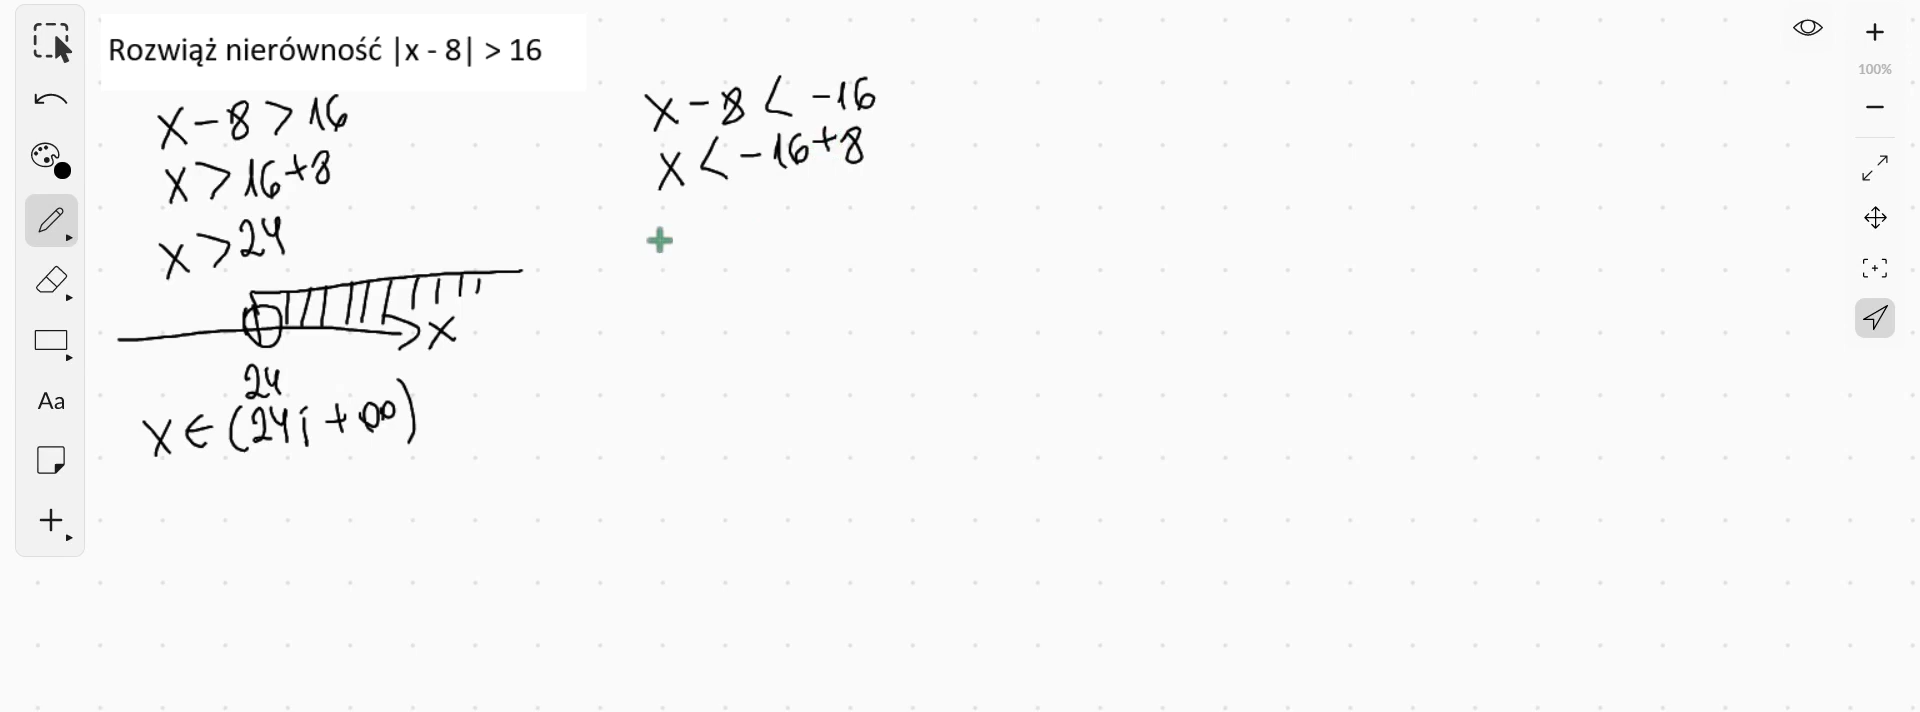 Rozwiąż nierówność |x - 8| > 16
x - 8 > 16
x > 16 + 8
x > 24
x
24
x ∈ (24; + ∞)
x - 8 < - 16
x < - 16 + 8
100%
Aa